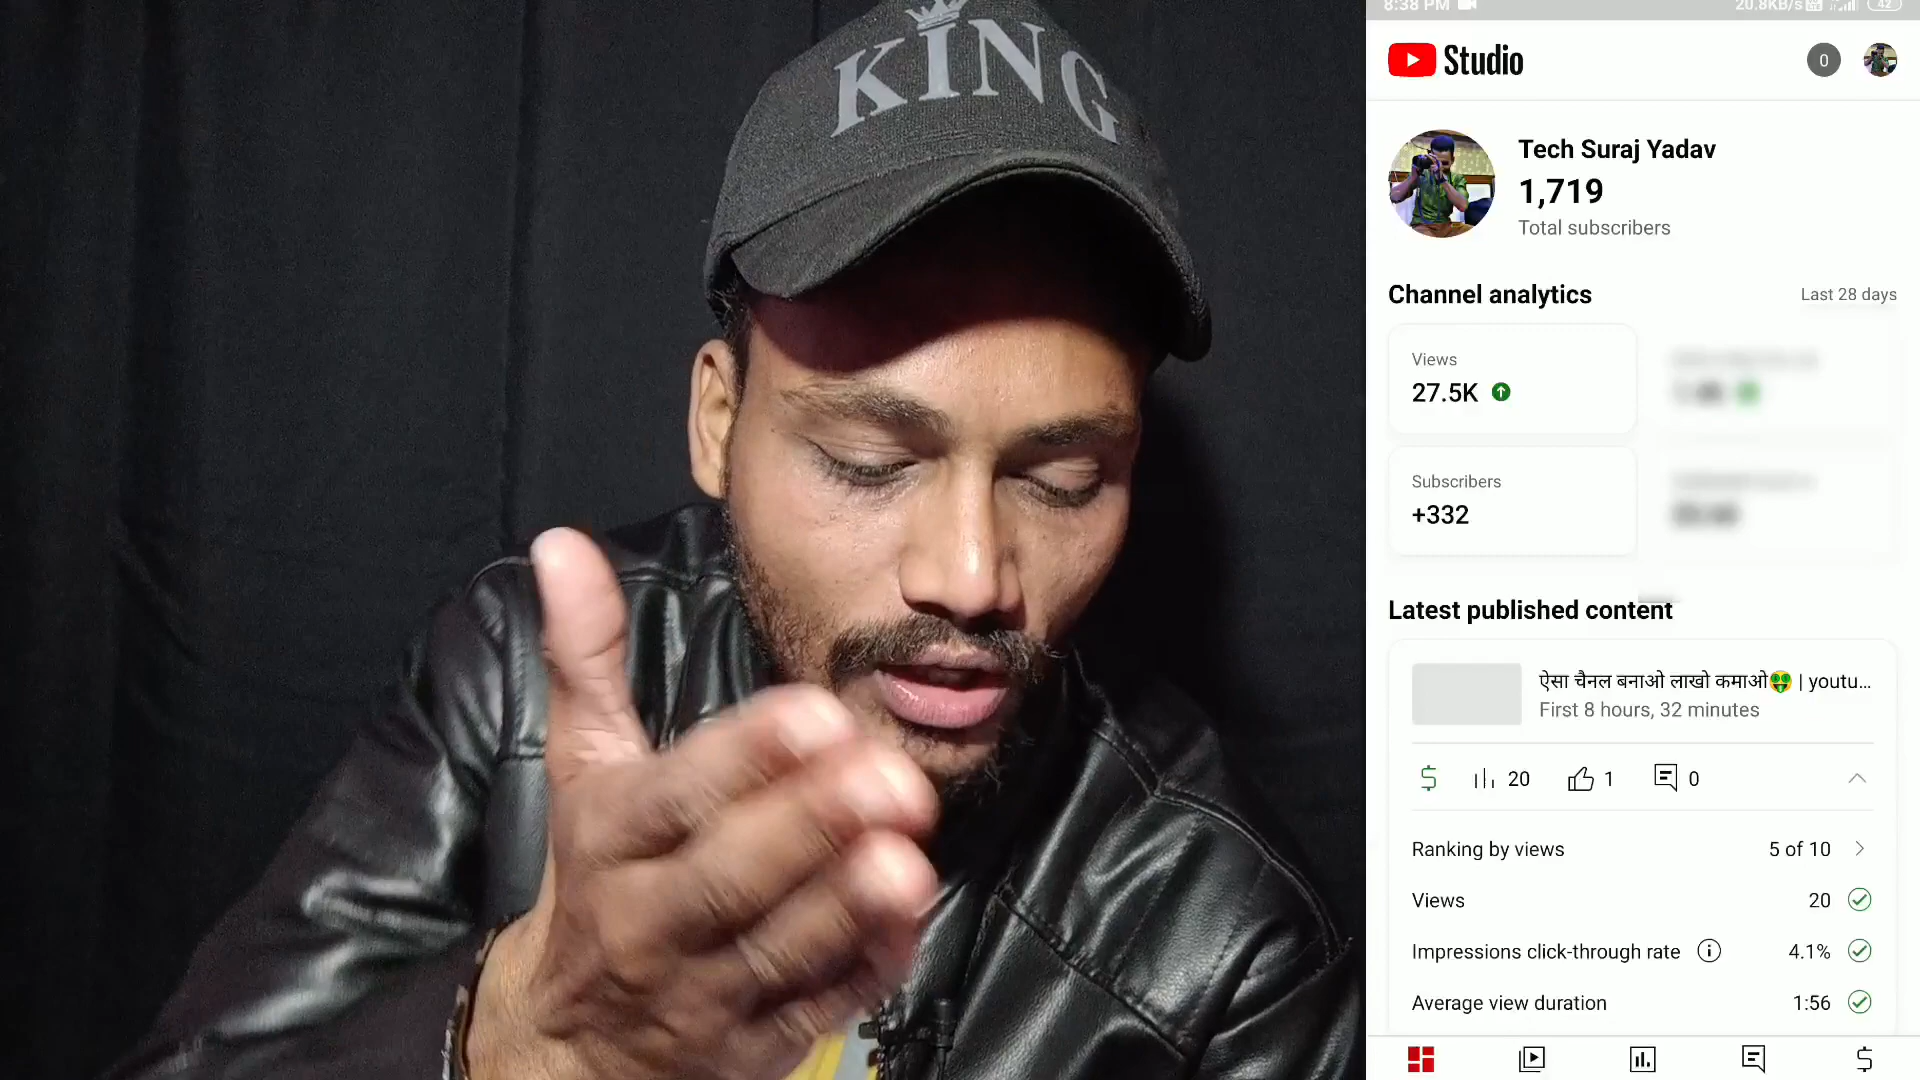 KING
8:38 PM
20.8KB/s
42
Studio
0
Tech Suraj Yadav
1,719
Total subscribers
Channel analytics
Last 28 days
Views
27.5K
Subscribers
+332
Latest published content
ऐसा चैनल बनाओ लाखो कमाओ🤑 | youtu...
First 8 hours, 32 minutes
20 1 0
Ranking by views 5 of 10
Views 20
Impressions click-through rate 4.1%
Average view duration 1:56